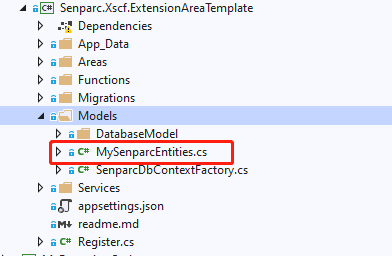 Senparc.Xscf.ExtensionAreaTemplate
Dependencies
App_Data
Areas
Functions
Migrations
Models
DatabaseModel
C# MySenparcEntities.cs
C# SenparcDbContextFactory.cs
Services
appsettings.json
readme.md
C# Register.cs